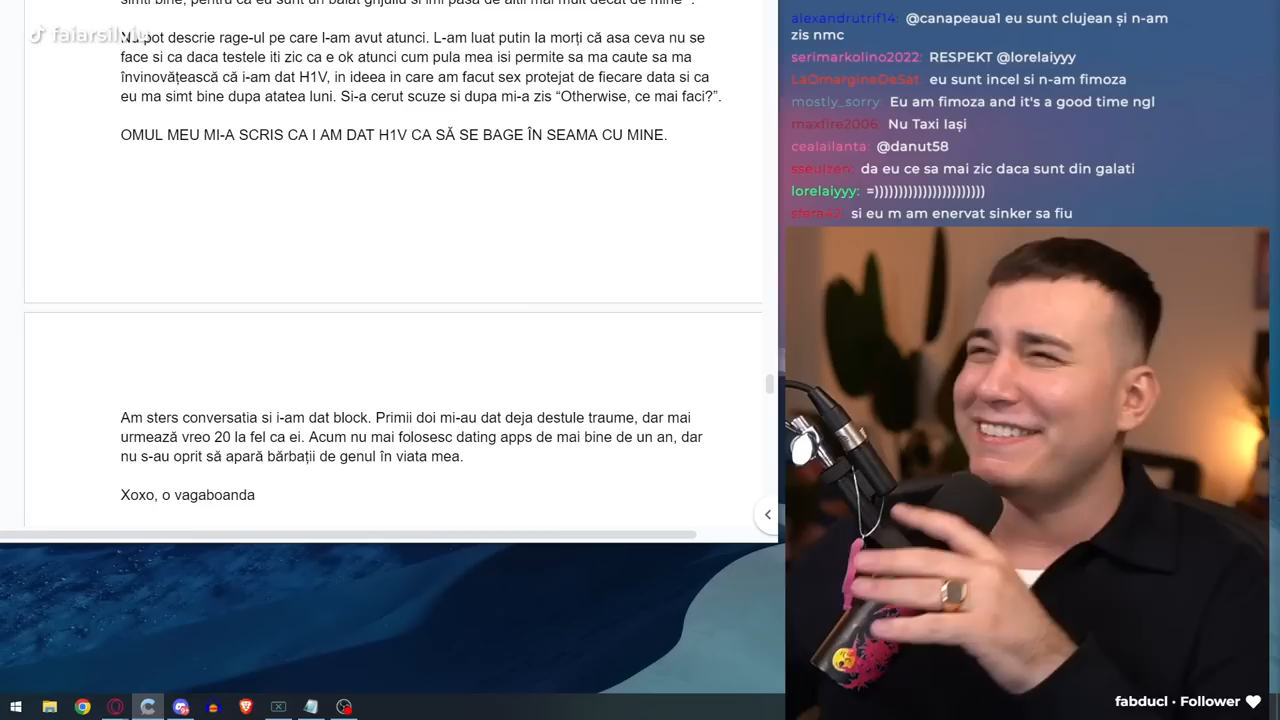 simti bine, pentru ca eu sunt un baiat grijuliu si imi pasa de altii mai mult decat de mine”.
Nu pot descrie rage-ul pe care l-am avut atunci. L-am luat putin la morți că asa ceva nu se
face si ca daca testele iti zic ca e ok atunci cum pula mea isi permite sa ma caute sa ma
învinovățească că i-am dat H1V, in ideea in care am facut sex protejat de fiecare data si ca
eu ma simt bine dupa atatea luni. Si-a cerut scuze si dupa mi-a zis “Otherwise, ce mai faci?”.
OMUL MEU MI-A SCRIS CA I AM DAT H1V CA SĂ SE BAGE ÎN SEAMA CU MINE.
Am sters conversatia si i-am dat block. Primii doi mi-au dat deja destule traume, dar mai
urmează vreo 20 la fel ca ei. Acum nu mai folosesc dating apps de mai bine de un an, dar
nu s-au oprit să apară bărbații de genul în viata mea.
Xoxo, o vagaboanda
alexandrutrif14: @canapeaua1 eu sunt clujean și n-am
zis nmc
serimarkolino2022: RESPEKT @lorelaiyyy
LaOmargineDeSat: eu sunt incel si n-am fimoza
mostly_sorry: Eu am fimoza and it's a good time ngl
maxfire2006: Nu Taxi Iași
cealailanta: @danut58
sseulzen: da eu ce sa mai zic daca sunt din galati
lorelaiyyy: =))))))))))))))))))))))
sfera42: si eu m am enervat sinker sa fiu
fabducl · Follower